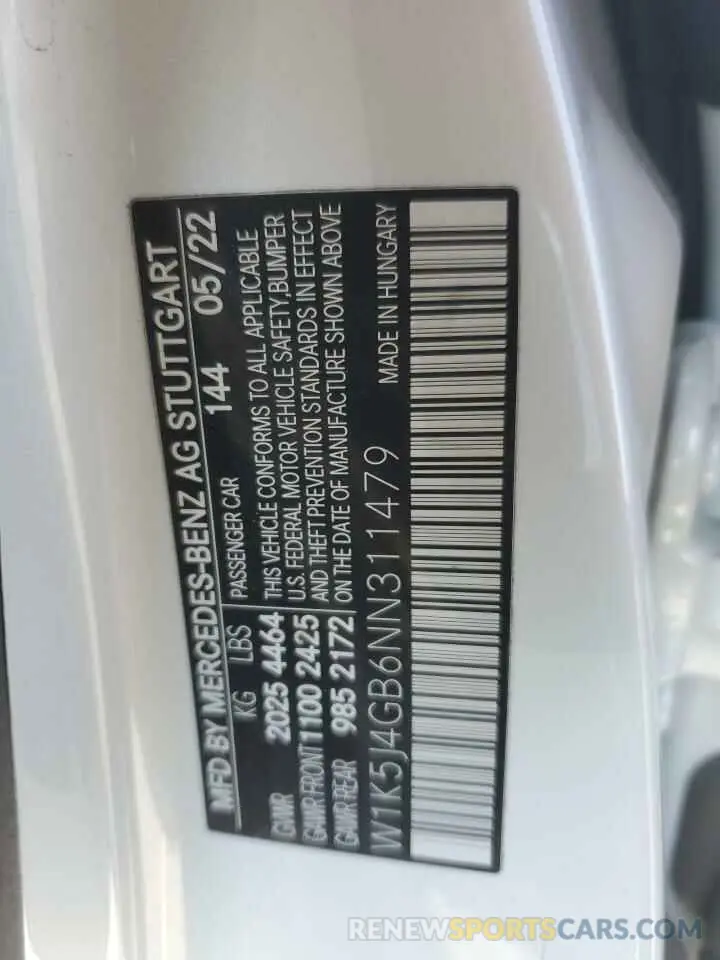 MFD BY MERCEDES-BENZ AG STUTTGART
144 05/22
KG LBS PASSENGER CAR
GVWR 2025 4464 THIS VEHICLE CONFORMS TO ALL APPLICABLE
U.S. FEDERAL MOTOR VEHICLE SAFETY,BUMPER
GAWR FRONT 1100 2425 AND THEFT PREVENTION STANDARDS IN EFFECT
GAWR REAR 985 2172 ON THE DATE OF MANUFACTURE SHOWN ABOVE
W1K5J4GB6NN311479 MADE IN HUNGARY
RENEWSPORTSCARS.COM